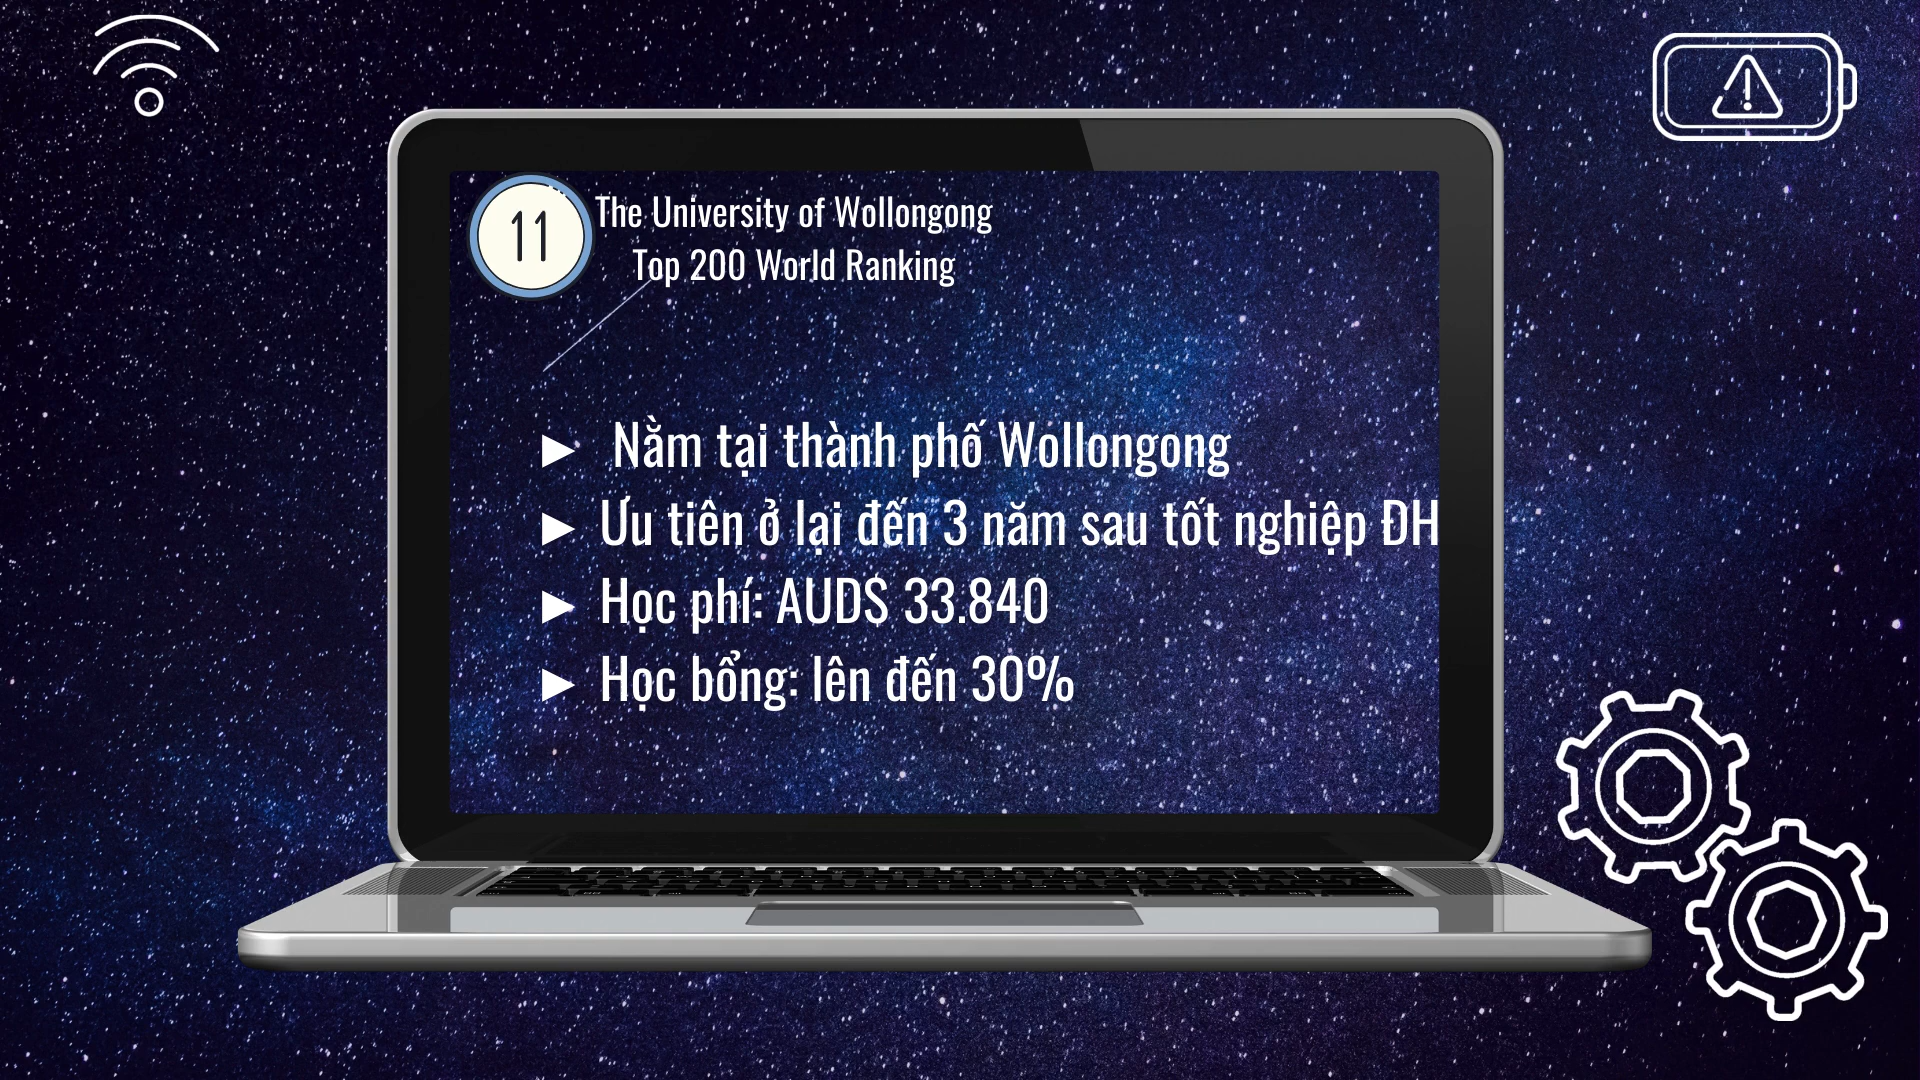 11
The University of Wollongong
Top 200 World Ranking
► Nằm tại thành phố Wollongong
► Ưu tiên ở lại đến 3 năm sau tốt nghiệp ĐH
► Học phí: AUD$ 33.840
► Học bổng: lên đến 30%